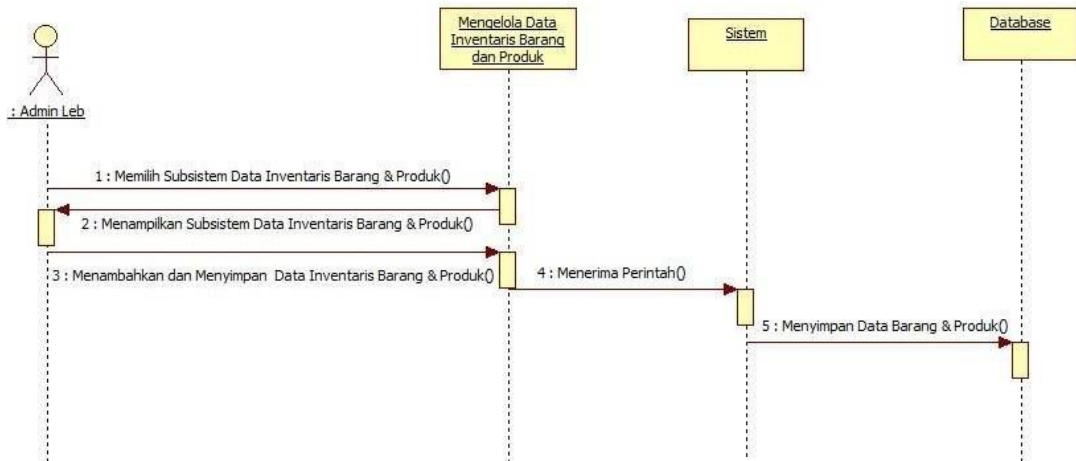 Mengelola Data
Inventaris Barang
dan Produk
Sistem
Database
: Admin Leb
1 : Memilih Subsistem Data Inventaris Barang & Produk()
2 : Menampilkan Subsistem Data Inventaris Barang & Produk()
3 : Menambahkan dan Menyimpan Data Inventaris Barang & Produk()
4 : Menerima Perintah()
5 : Menyimpan Data Barang & Produk()